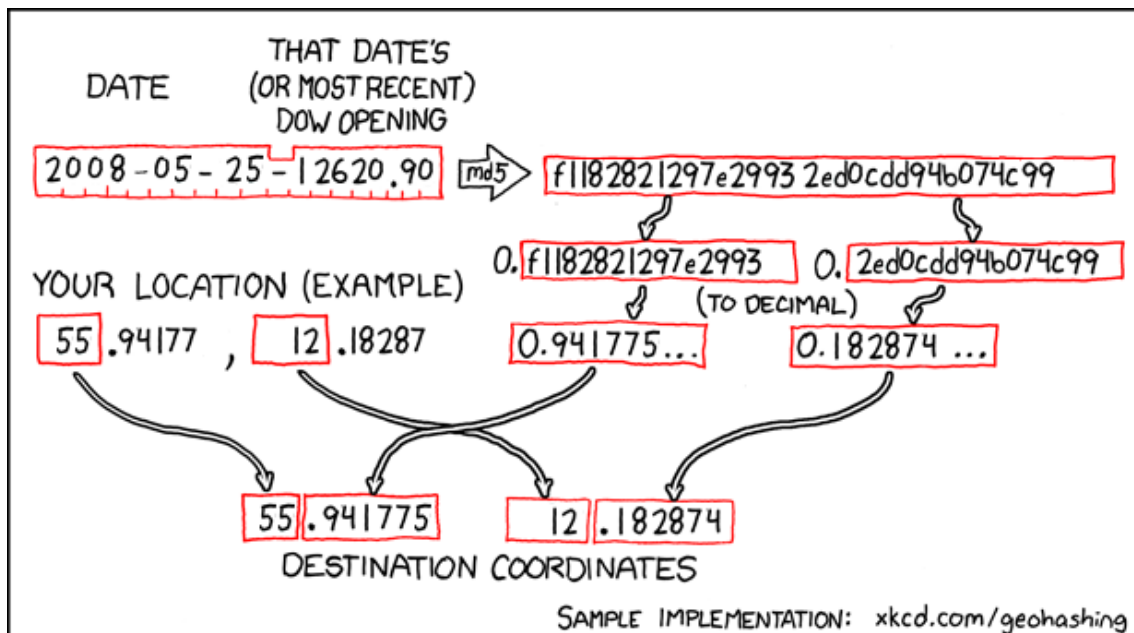 DATE
THAT DATE'S
(OR MOST RECENT)
DOW OPENING
2008-05-25-12620.90
md5
f1182821297e2993 2ed0cdd94b074c99
0.f1182821297e2993
0.2ed0cdd94b074c99
(TO DECIMAL)
0.941775...
0.182874 ...
YOUR LOCATION (EXAMPLE)
55.94177 , 12.18287
55.941775
12.182874
DESTINATION COORDINATES
SAMPLE IMPLEMENTATION: xkcd.com/geohashing